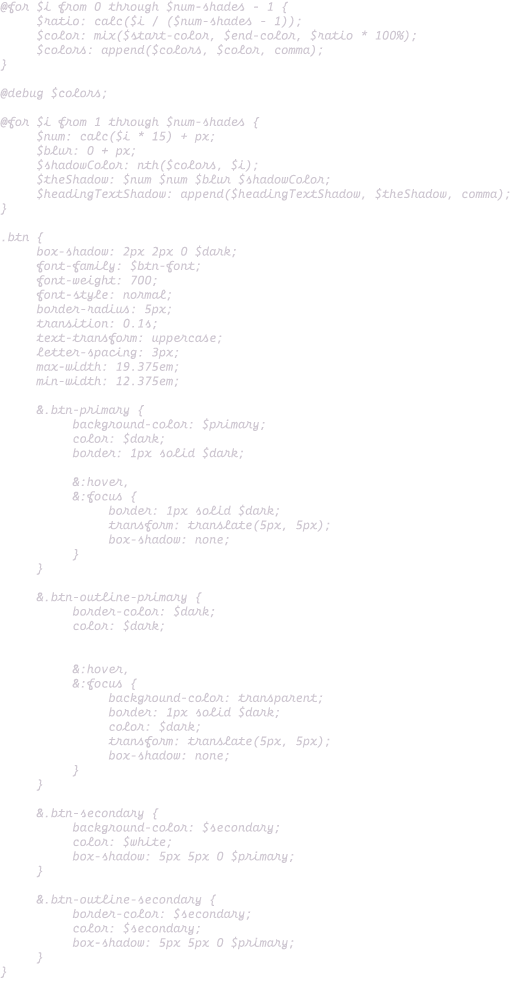 @for $i from 0 through $num-shades - 1 {
$ratio: calc($i / ($num-shades - 1));
$color: mix($start-color, $end-color, $ratio * 100%);
$colors: append($colors, $color, comma);
}
@debug $colors;
@for $i from 1 through $num-shades {
$num: calc($i * 15) + px;
$blur: 0 + px;
$shadowColor: nth($colors, $i);
$theShadow: $num $num $blur $shadowColor;
$headingTextShadow: append($headingTextShadow, $theShadow, comma);
}
.btn {
box-shadow: 2px 2px 0 $dark;
font-family: $btn-font;
font-weight: 700;
font-style: normal;
border-radius: 5px;
transition: 0.1s;
text-transform: uppercase;
letter-spacing: 3px;
max-width: 19.375em;
min-width: 12.375em;
&.btn-primary {
background-color: $primary;
color: $dark;
border: 1px solid $dark;
&:hover,
&:focus {
border: 1px solid $dark;
transform: translate(5px, 5px);
box-shadow: none;
}
}
&.btn-outline-primary {
border-color: $dark;
color: $dark;
&:hover,
&:focus {
background-color: transparent;
border: 1px solid $dark;
color: $dark;
transform: translate(5px, 5px);
box-shadow: none;
}
}
&.btn-secondary {
background-color: $secondary;
color: $white;
box-shadow: 5px 5px 0 $primary;
}
&.btn-outline-secondary {
border-color: $secondary;
color: $secondary;
box-shadow: 5px 5px 0 $primary;
}
}